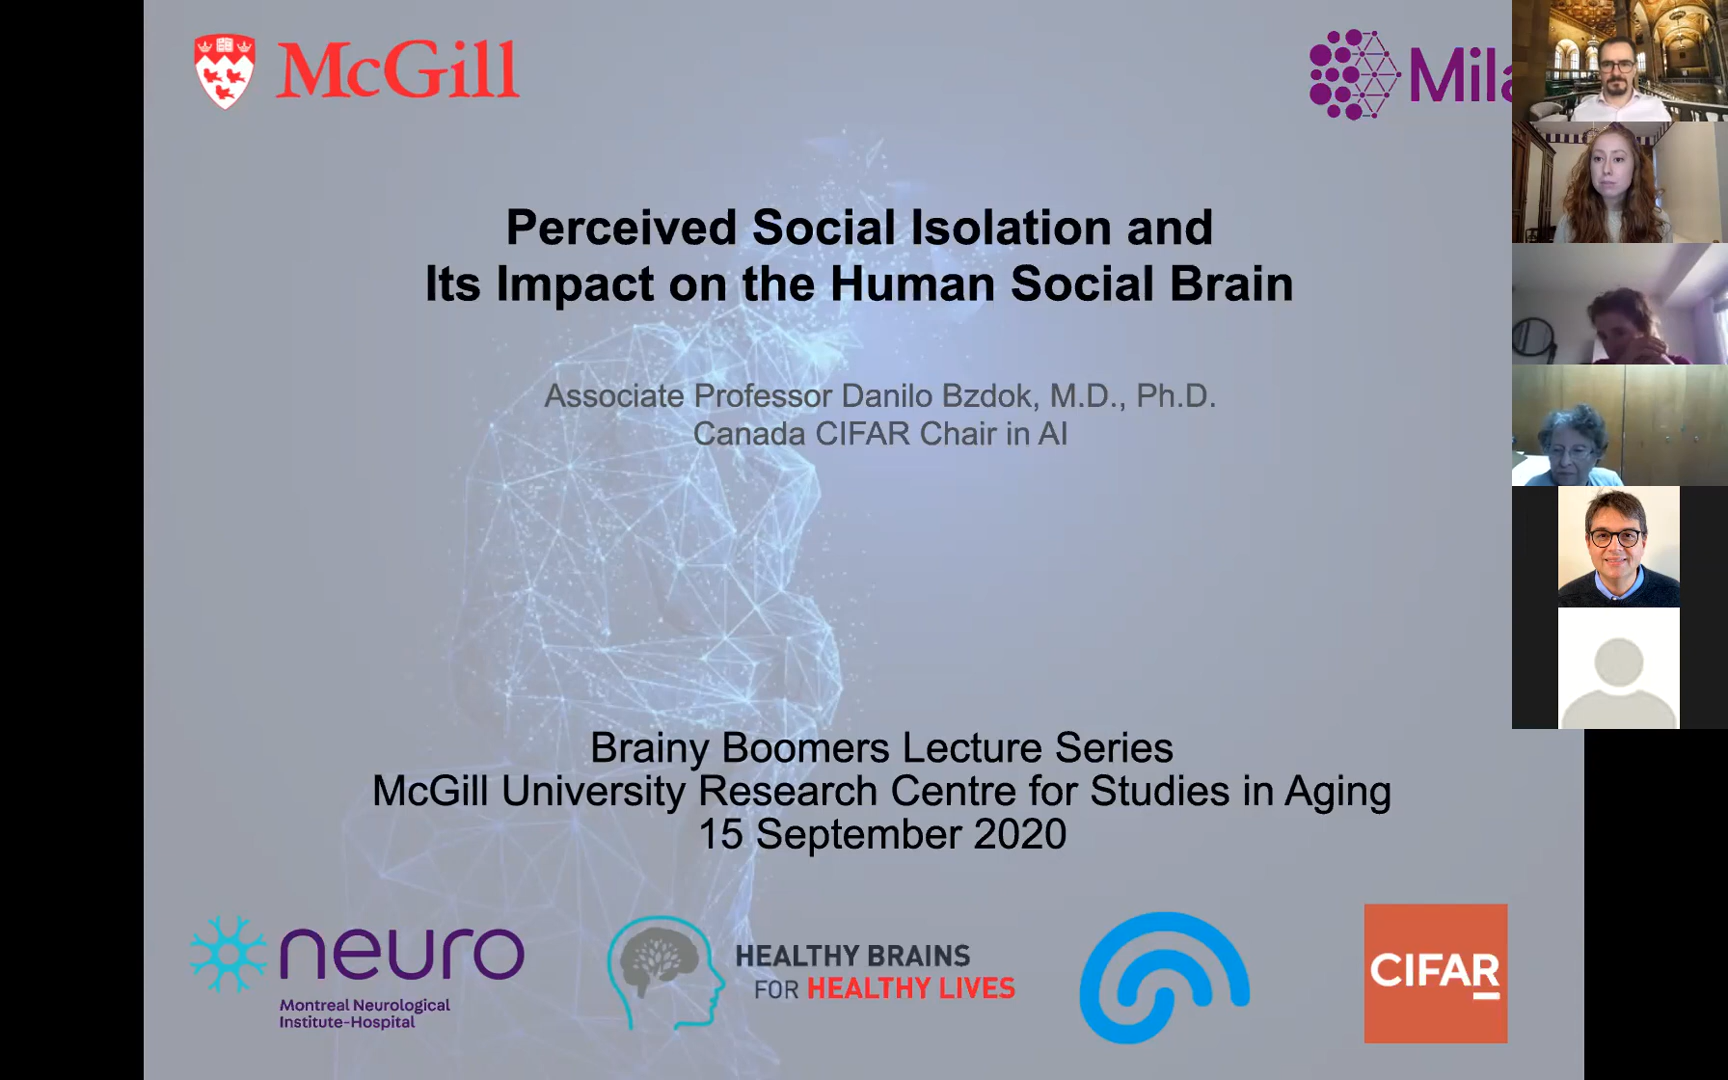 McGill
Mila
Perceived Social Isolation and
Its Impact on the Human Social Brain
Associate Professor Danilo Bzdok, M.D., Ph.D.
Canada CIFAR Chair in AI
Brainy Boomers Lecture Series
McGill University Research Centre for Studies in Aging
15 September 2020
neuro
Montreal Neurological
Institute-Hospital
HEALTHY BRAINS
FOR HEALTHY LIVES
CIFAR